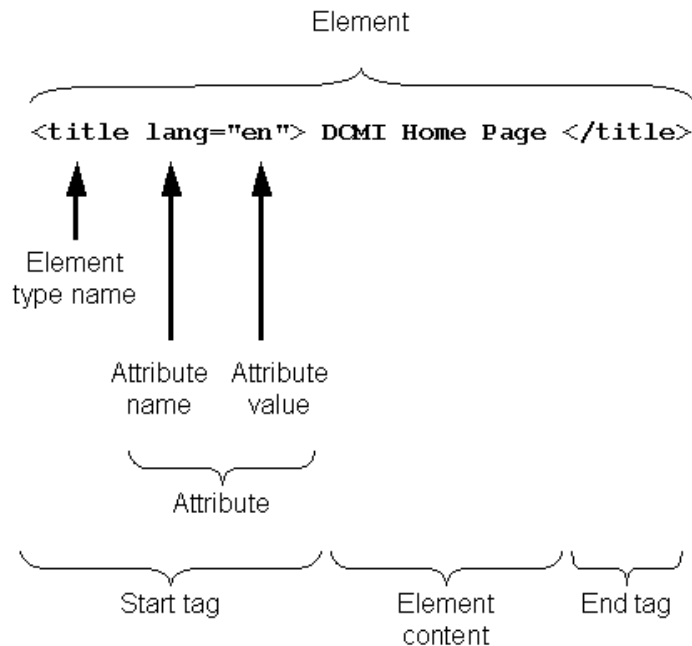 Element
<title lang="en"> DCMI Home Page </title>
Element
type name
Attribute
name
Attribute
value
Attribute
Start tag
Element
content
End tag